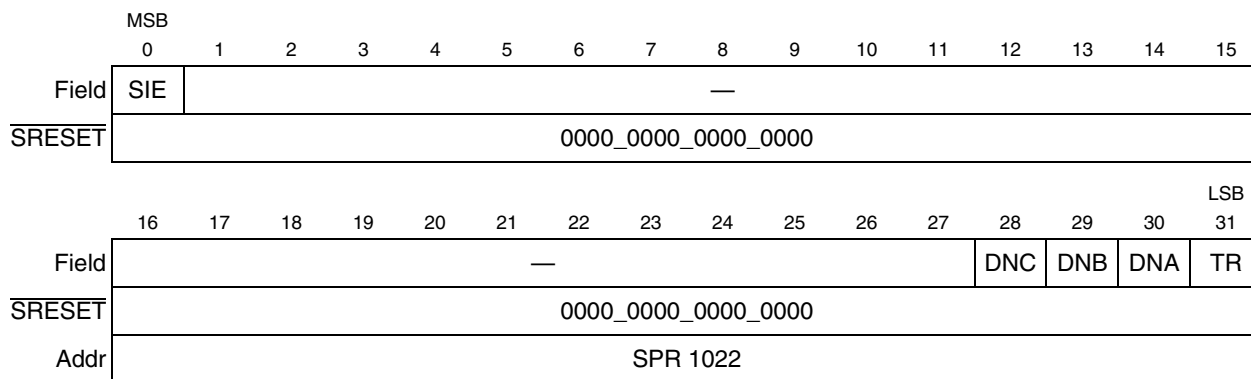 MSB
0 1 2 3 4 5 6 7 8 9 10 11 12 13 14 15
Field SIE —
SRESET 0000_0000_0000_0000
LSB
16 17 18 19 20 21 22 23 24 25 26 27 28 29 30 31
Field — DNC DNB DNA TR
SRESET 0000_0000_0000_0000
Addr SPR 1022